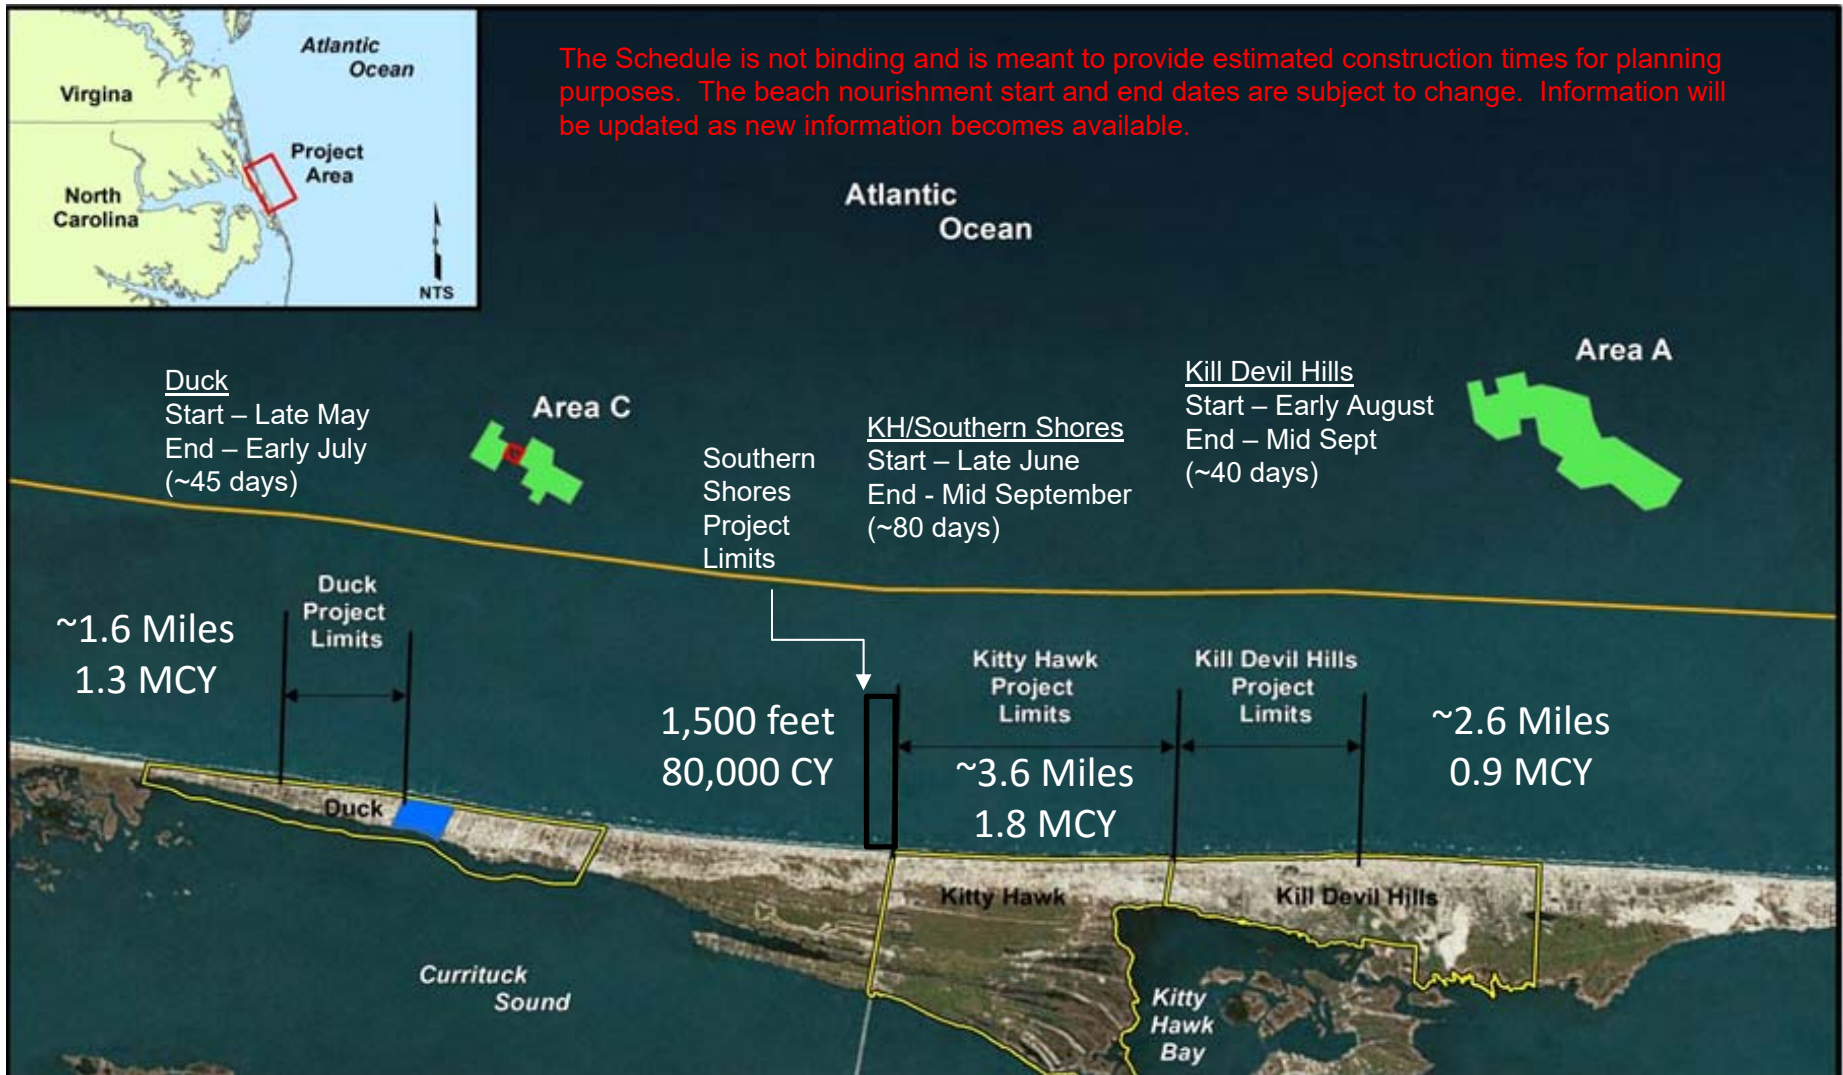 Atlantic
Ocean
Virginia
Project
Area
North
Carolina
NTS
The Schedule is not binding and is meant to provide estimated construction times for planning
purposes. The beach nourishment start and end dates are subject to change. Information will
be updated as new information becomes available.
Atlantic
Ocean
Duck
Start – Late May
End – Early July
(~45 days)
Area C
Southern
Shores
Project
Limits
KH/Southern Shores
Start – Late June
End - Mid September
(~80 days)
Kill Devil Hills
Start – Early August
End – Mid Sept
(~40 days)
Area A
~1.6 Miles
1.3 MCY
Duck
Project
Limits
1,500 feet
80,000 CY
Kitty Hawk
Project
Limits
~3.6 Miles
1.8 MCY
Kill Devil Hills
Project
Limits
~2.6 Miles
0.9 MCY
Duck
Kitty Hawk
Kill Devil Hills
Currituck
Sound
Kitty
Hawk
Bay